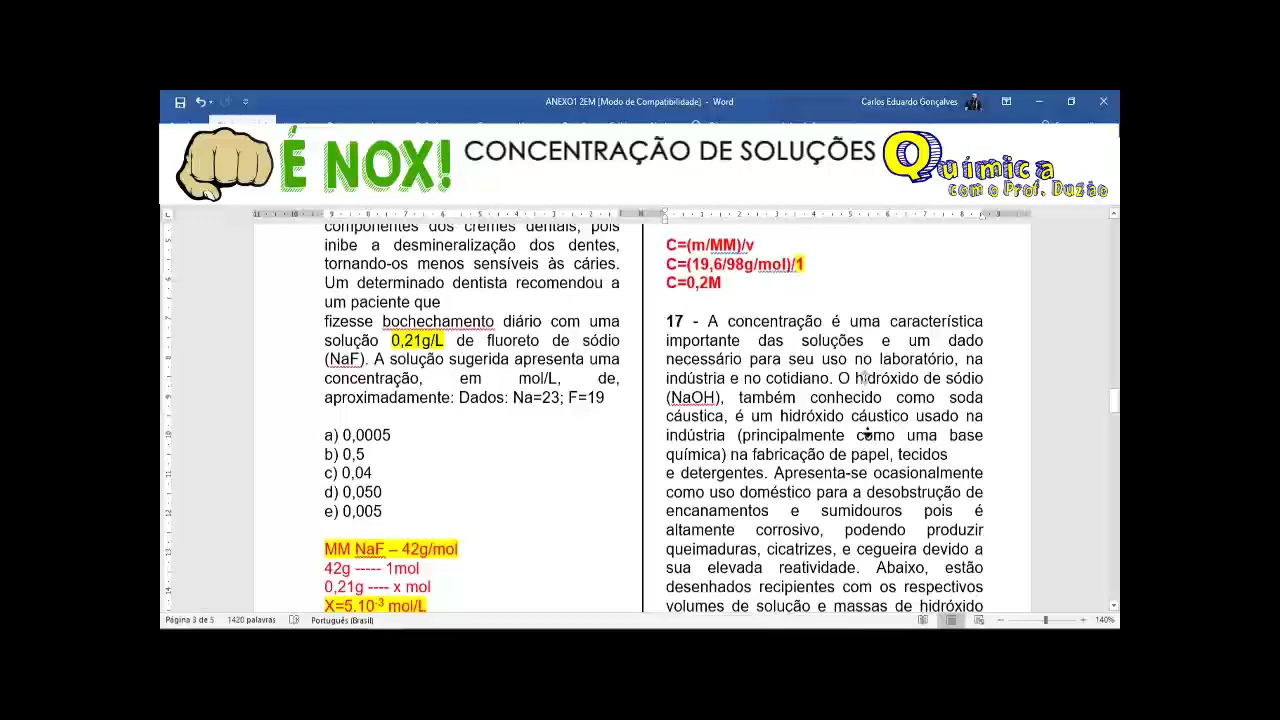 ANEXO1 2EM [Modo de Compatibilidade] - Word
Carlos Eduardo Gonçalves
É NOX!
CONCENTRAÇÃO DE SOLUÇÕES
Química
com o Prof. Duzão
componentes dos cremes dentais, pois
inibe a desmineralização dos dentes,
tornando-os menos sensíveis às cáries.
Um determinado dentista recomendou a
um paciente que
fizesse bochechamento diário com uma
solução 0,21g/L de fluoreto de sódio
(NaF). A solução sugerida apresenta uma
concentração, em mol/L, de,
aproximadamente: Dados: Na=23; F=19
a) 0,0005
b) 0,5
c) 0,04
d) 0,050
e) 0,005
MM NaF – 42g/mol
42g ----- 1mol
0,21g ---- x mol
X=5.10⁻³ mol/L
C=(m/MM)/v
C=(19,6/98g/mol)/1
C=0,2M
17 - A concentração é uma característica
importante das soluções e um dado
necessário para seu uso no laboratório, na
indústria e no cotidiano. O hidróxido de sódio
(NaOH), também conhecido como soda
cáustica, é um hidróxido cáustico usado na
indústria (principalmente como uma base
química) na fabricação de papel, tecidos
e detergentes. Apresenta-se ocasionalmente
como uso doméstico para a desobstrução de
encanamentos e sumidouros pois é
altamente corrosivo, podendo produzir
queimaduras, cicatrizes, e cegueira devido a
sua elevada reatividade. Abaixo, estão
desenhados recipientes com os respectivos
volumes de solução e massas de hidróxido
Página 3 de 5
1420 palavras
Português (Brasil)
140%